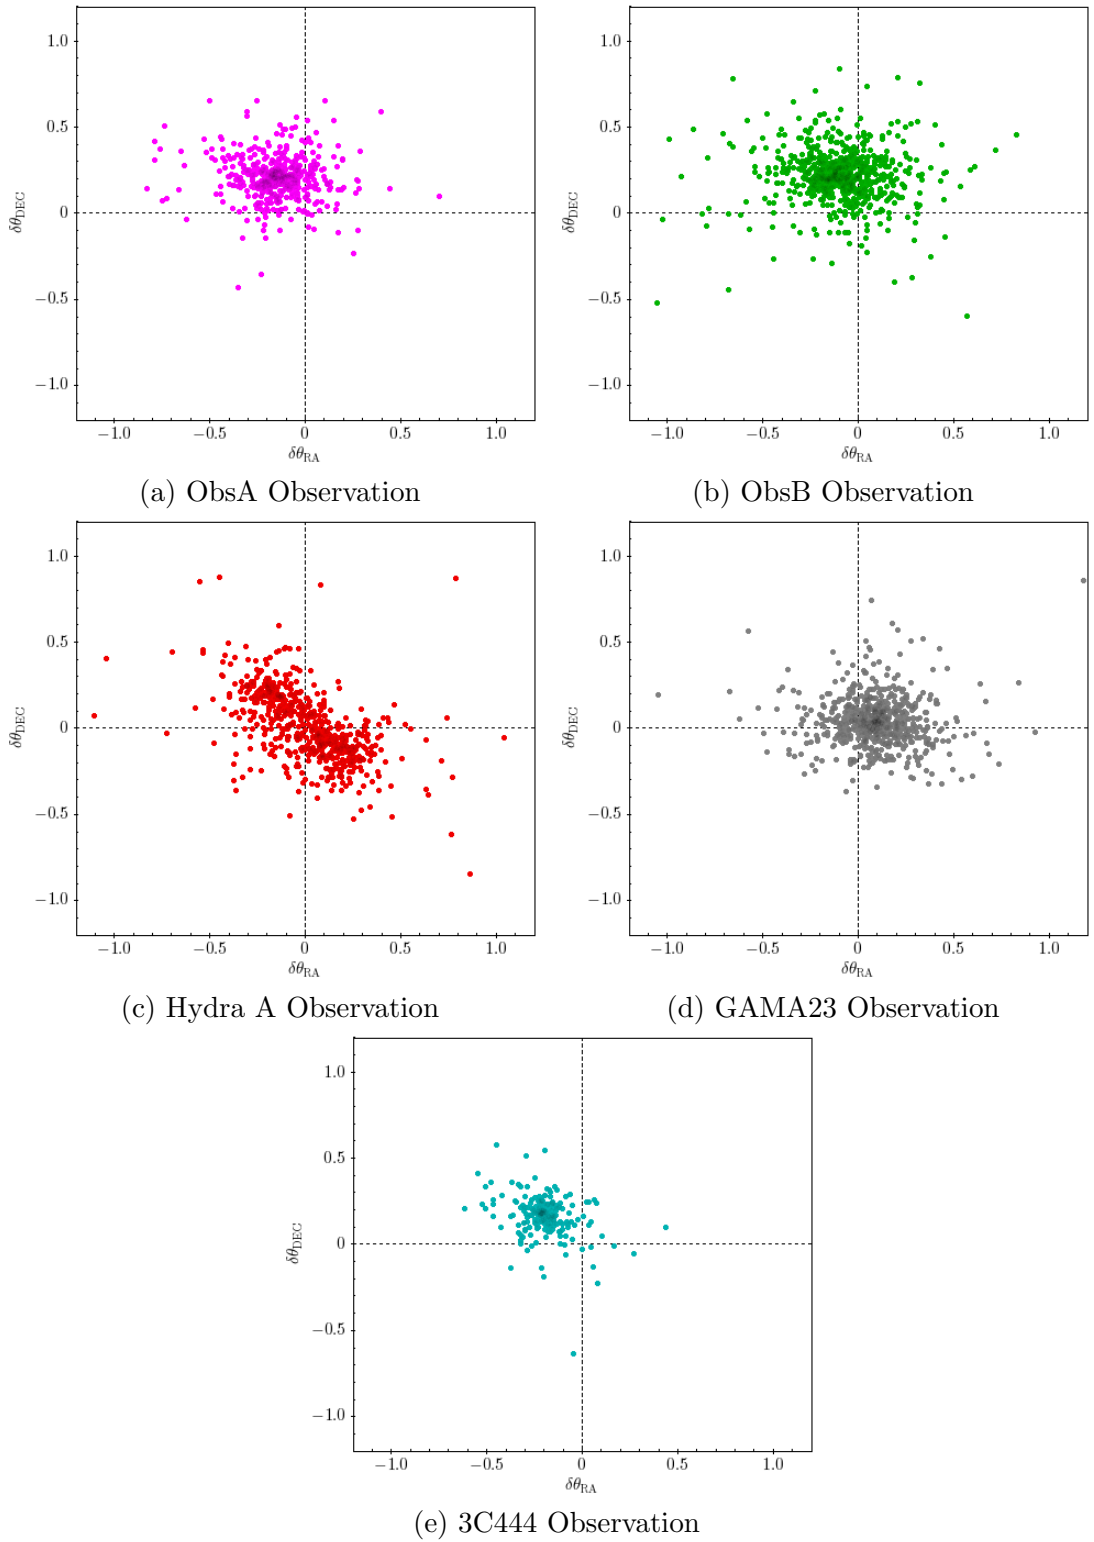 1.0
0.5
0
−0.5
−1.0
δθDEC
−1.0 −0.5 0 0.5 1.0
δθRA
(a) ObsA Observation
1.0
0.5
0
−0.5
−1.0
δθDEC
−1.0 −0.5 0 0.5 1.0
δθRA
(b) ObsB Observation
1.0
0.5
0
−0.5
−1.0
δθDEC
−1.0 −0.5 0 0.5 1.0
δθRA
(c) Hydra A Observation
1.0
0.5
0
−0.5
−1.0
δθDEC
−1.0 −0.5 0 0.5 1.0
δθRA
(d) GAMA23 Observation
1.0
0.5
0
−0.5
−1.0
δθDEC
−1.0 −0.5 0 0.5 1.0
δθRA
(e) 3C444 Observation